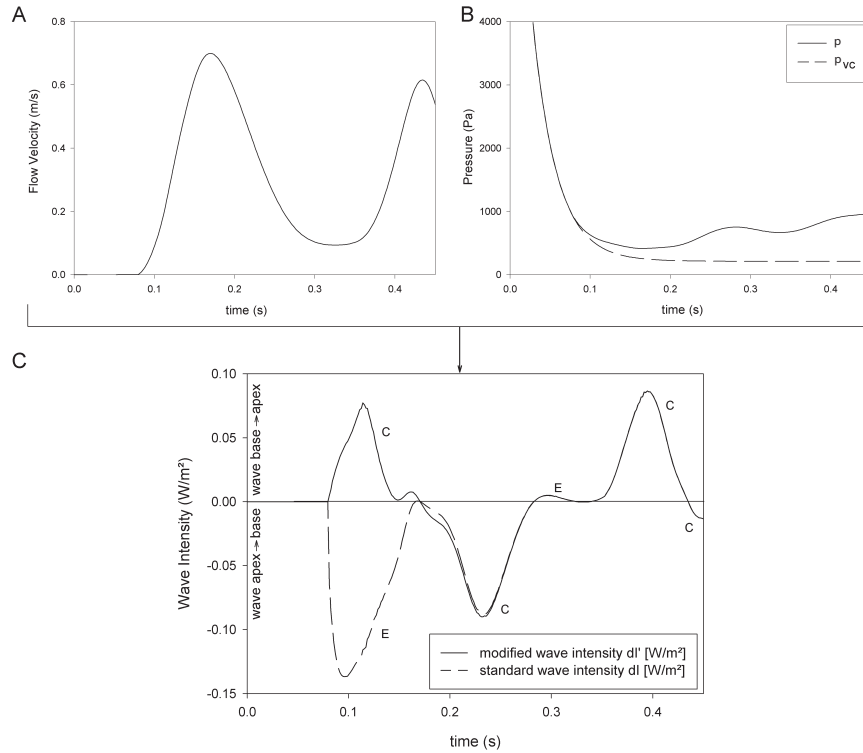 A
Flow Velocity (m/s)
0.8
0.6
0.4
0.2
0.0
0.0 0.1 0.2 0.3 0.4
time (s)
B
Pressure (Pa)
4000
3000
2000
1000
0
0.0 0.1 0.2 0.3 0.4
time (s)
p
pvc
C
Wave Intensity (W/m²)
0.10
0.05
0.00
-0.05
-0.10
-0.15
wave base→apex
wave apex→base
C
E
C
E
C
C
modified wave intensity dI' [W/m²]
standard wave intensity dI [W/m²]
0.0 0.1 0.2 0.3 0.4
time (s)